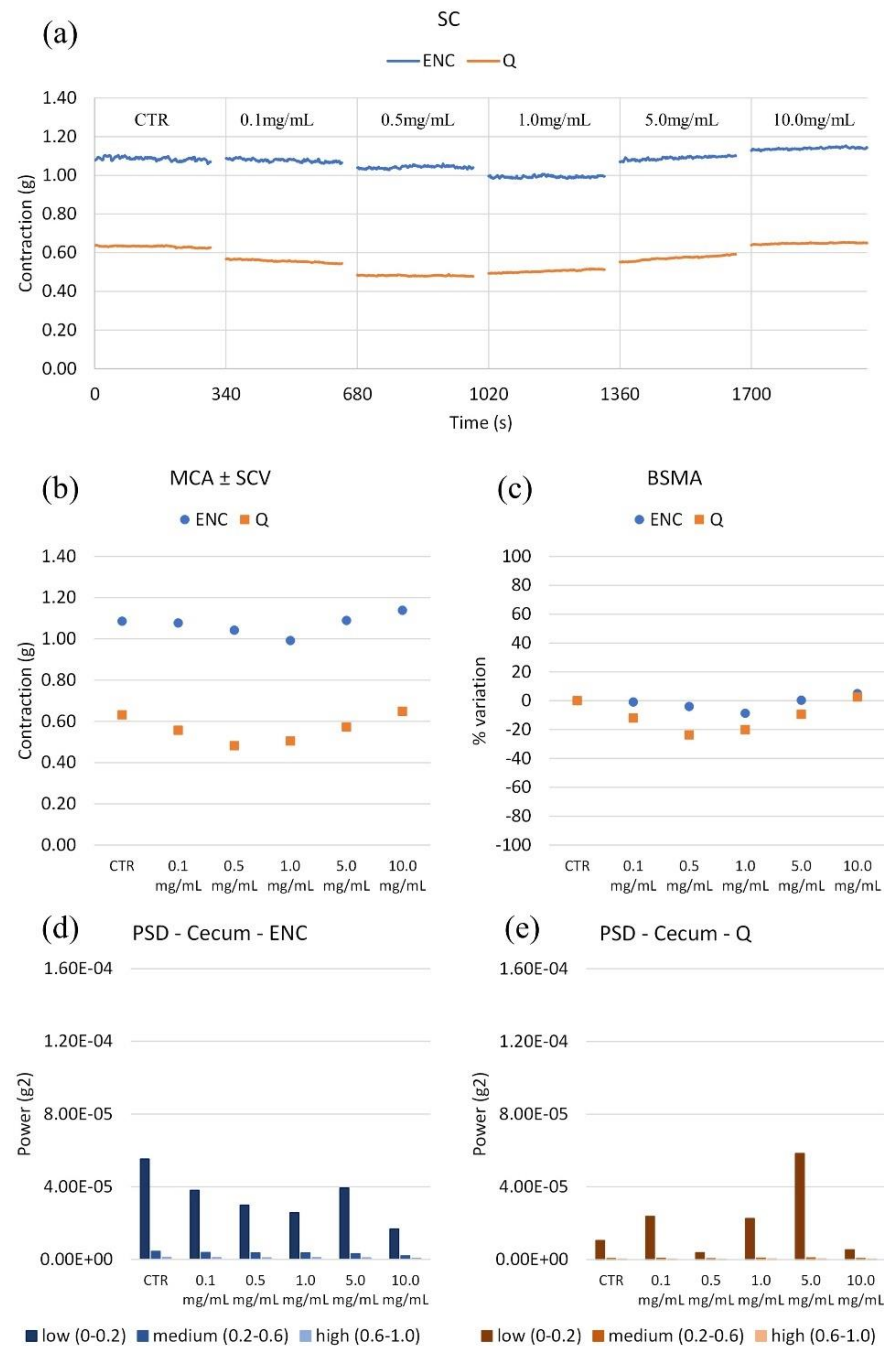 (a)
SC
ENC Q
1.40
1.20
1.00
0.80
0.60
0.40
0.20
0.00
Contraction (g)
CTR 0.1mg/mL 0.5mg/mL 1.0mg/mL 5.0mg/mL 10.0mg/mL
0 340 680 1020 1360 1700
Time (s)
(b)
MCA ± SCV
ENC Q
1.40
1.20
1.00
0.80
0.60
0.40
0.20
0.00
Contraction (g)
CTR 0.1 0.5 1.0 5.0 10.0
mg/mL mg/mL mg/mL mg/mL mg/mL
(c)
BSMA
ENC Q
100
80
60
40
20
0
-20
-40
-60
-80
-100
% variation
CTR 0.1 0.5 1.0 5.0 10.0
mg/mL mg/mL mg/mL mg/mL mg/mL
(d)
PSD - Cecum - ENC
1.60E-04
1.20E-04
8.00E-05
4.00E-05
0.00E+00
Power (g2)
CTR 0.1 0.5 1.0 5.0 10.0
mg/mL mg/mL mg/mL mg/mL mg/mL
low (0-0.2) medium (0.2-0.6) high (0.6-1.0)
(e)
PSD - Cecum - Q
1.60E-04
1.20E-04
8.00E-05
4.00E-05
0.00E+00
Power (g2)
CTR 0.1 0.5 1.0 5.0 10.0
mg/mL mg/mL mg/mL mg/mL mg/mL
low (0-0.2) medium (0.2-0.6) high (0.6-1.0)